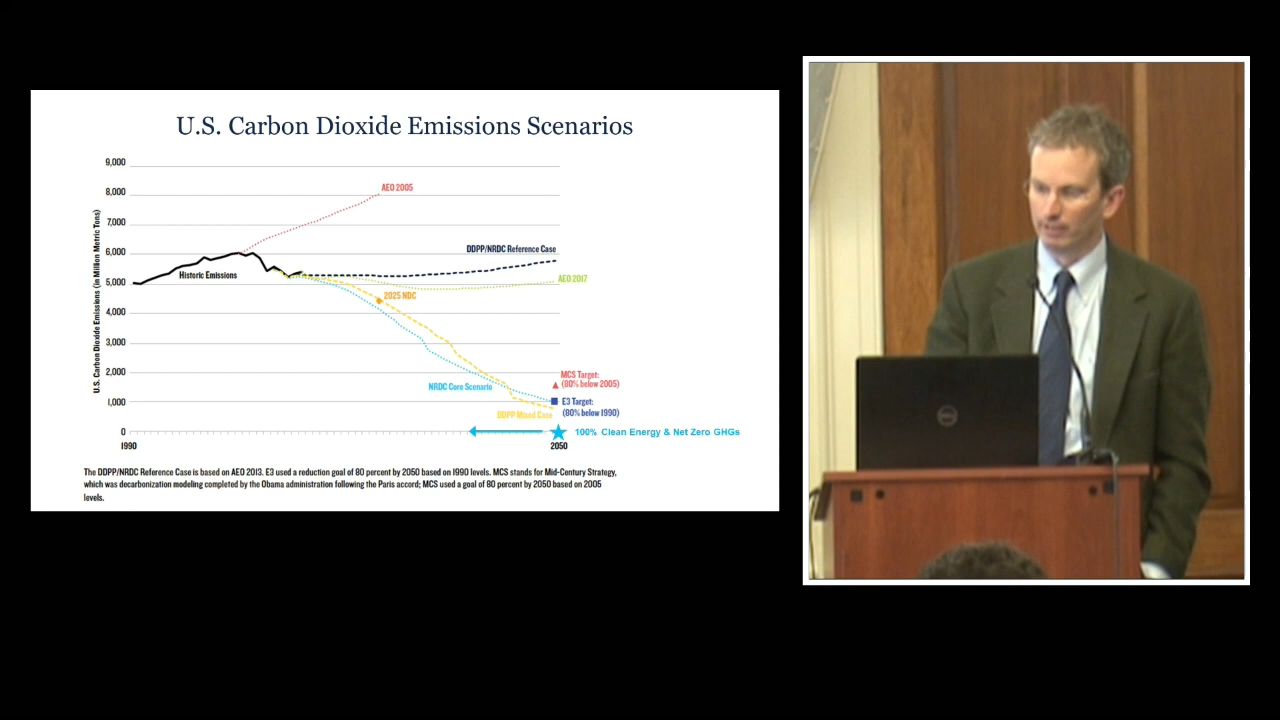 U.S. Carbon Dioxide Emissions Scenarios
U.S. Carbon Dioxide Emissions (in Million Metric Tons)
9,000
8,000
7,000
6,000
5,000
4,000
3,000
2,000
1,000
0
1990
2050
AEO 2005
DDPP/NRDC Reference Case
Historic Emissions
AEO 2017
2025 NDC
MCS Target:
(80% below 2005)
NRDC Core Scenario
E3 Target:
(80% below 1990)
DDPP Mixed Case
100% Clean Energy & Net Zero GHGs
The DDPP/NRDC Reference Case is based on AEO 2013. E3 used a reduction goal of 80 percent by 2050 based on 1990 levels. MCS stands for Mid-Century Strategy,
which was decarbonization modeling completed by the Obama administration following the Paris accord; MCS used a goal of 80 percent by 2050 based on 2005
levels.
DELL